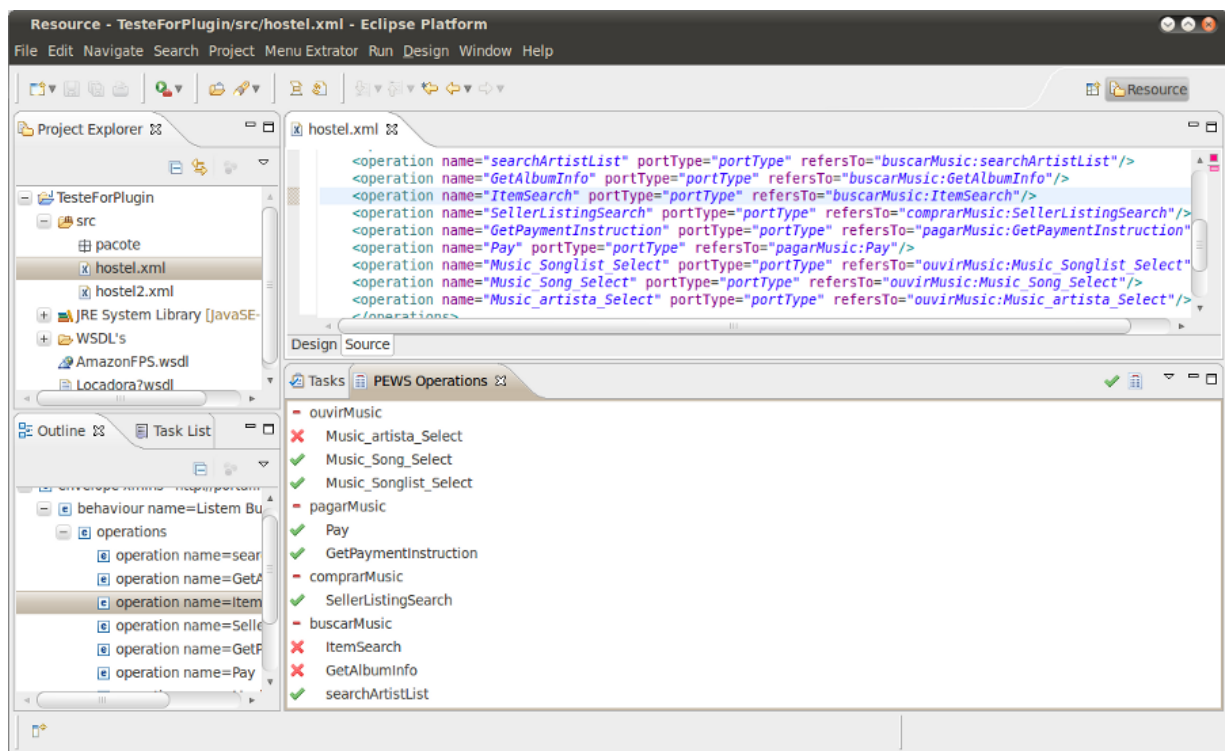 Resource - TesteForPlugin/src/hostel.xml - Eclipse Platform
File Edit Navigate Search Project Menu Extrator Run Design Window Help
Resource
Project Explorer
TesteForPlugin
src
pacote
hostel.xml
hostel2.xml
JRE System Library [JavaSE-
WSDL's
AmazonFPS.wsdl
Locadora?wsdl
hostel.xml
<operation name="searchArtistList" portType="portType" refersTo="buscarMusic:searchArtistList"/>
<operation name="GetAlbumInfo" portType="portType" refersTo="buscarMusic:GetAlbumInfo"/>
<operation name="ItemSearch" portType="portType" refersTo="buscarMusic:ItemSearch"/>
<operation name="SellerListingSearch" portType="portType" refersTo="comprarMusic:SellerListingSearch"/>
<operation name="GetPaymentInstruction" portType="portType" refersTo="pagarMusic:GetPaymentInstruction"
<operation name="Pay" portType="portType" refersTo="pagarMusic:Pay"/>
<operation name="Music_Songlist_Select" portType="portType" refersTo="ouvirMusic:Music_Songlist_Select"
<operation name="Music_Song_Select" portType="portType" refersTo="ouvirMusic:Music_Song_Select"/>
<operation name="Music_artista_Select" portType="portType" refersTo="ouvirMusic:Music_artista_Select"/>
</operations>
Design Source
Outline Task List
behaviour name=Listem Bu
operations
operation name=sear
operation name=GetA
operation name=Item
operation name=Selle
operation name=GetP
operation name=Pay
Tasks PEWS Operations
ouvirMusic
Music_artista_Select
Music_Song_Select
Music_Songlist_Select
pagarMusic
Pay
GetPaymentInstruction
comprarMusic
SellerListingSearch
buscarMusic
ItemSearch
GetAlbumInfo
searchArtistList